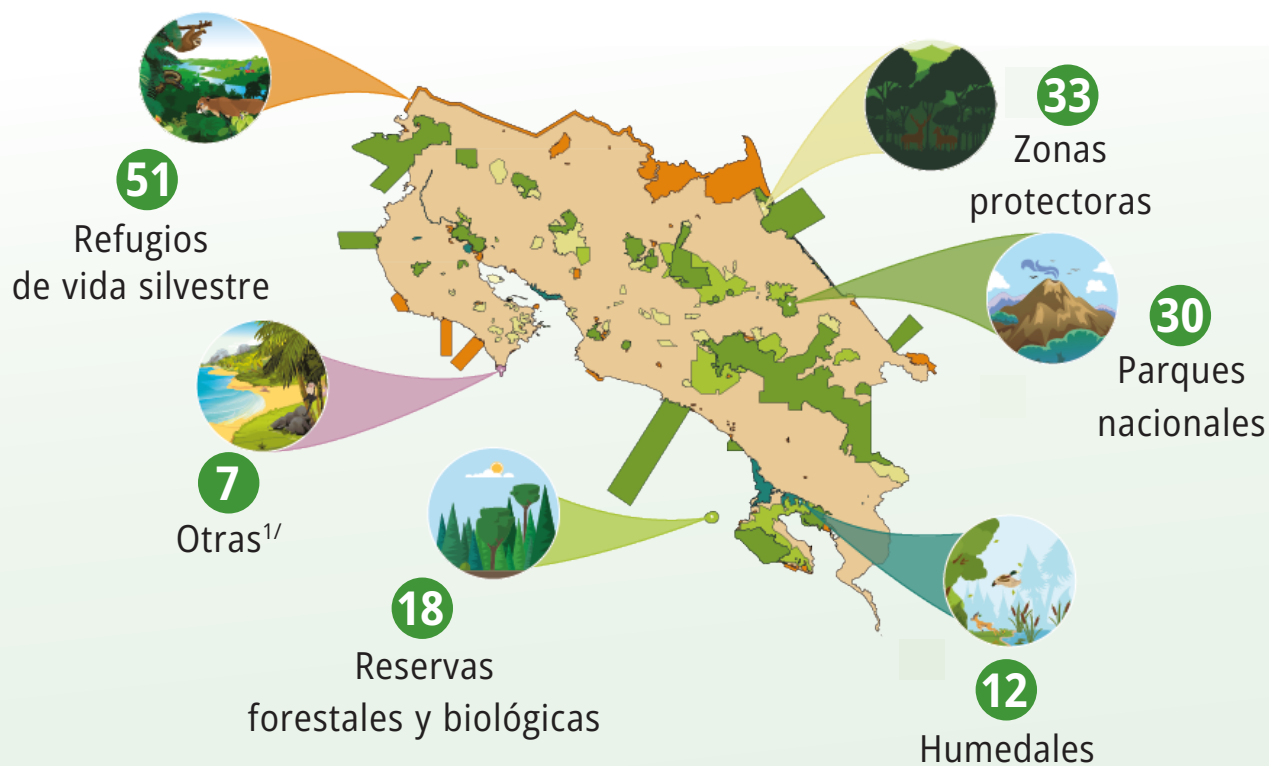 51
Refugios
de vida silvestre
33
Zonas
protectoras
30
Parques
nacionales
7
Otras1/
18
Reservas
forestales y biológicas
12
Humedales